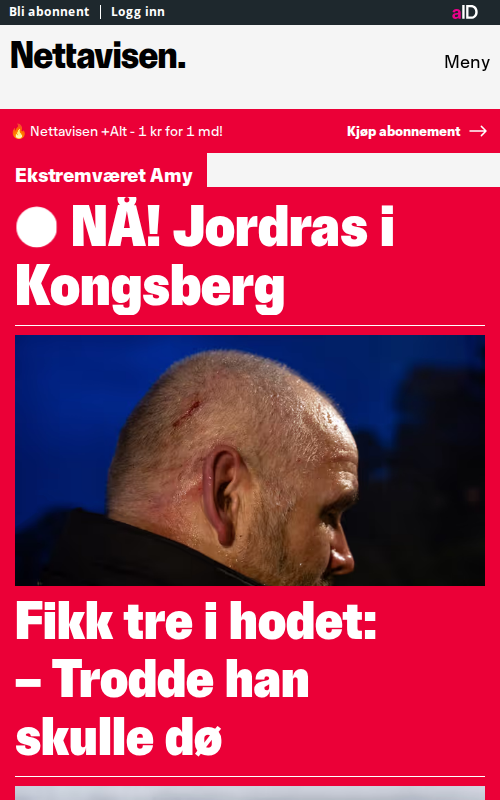 Bli abonnent | Logg inn
aID
Nettavisen.
Meny
🔥 Nettavisen +Alt - 1 kr for 1 md!
Kjøp abonnement →
Ekstremværet Amy
NÅ! Jordras i
Kongsberg
Fikk tre i hodet:
– Trodde han
skulle dø